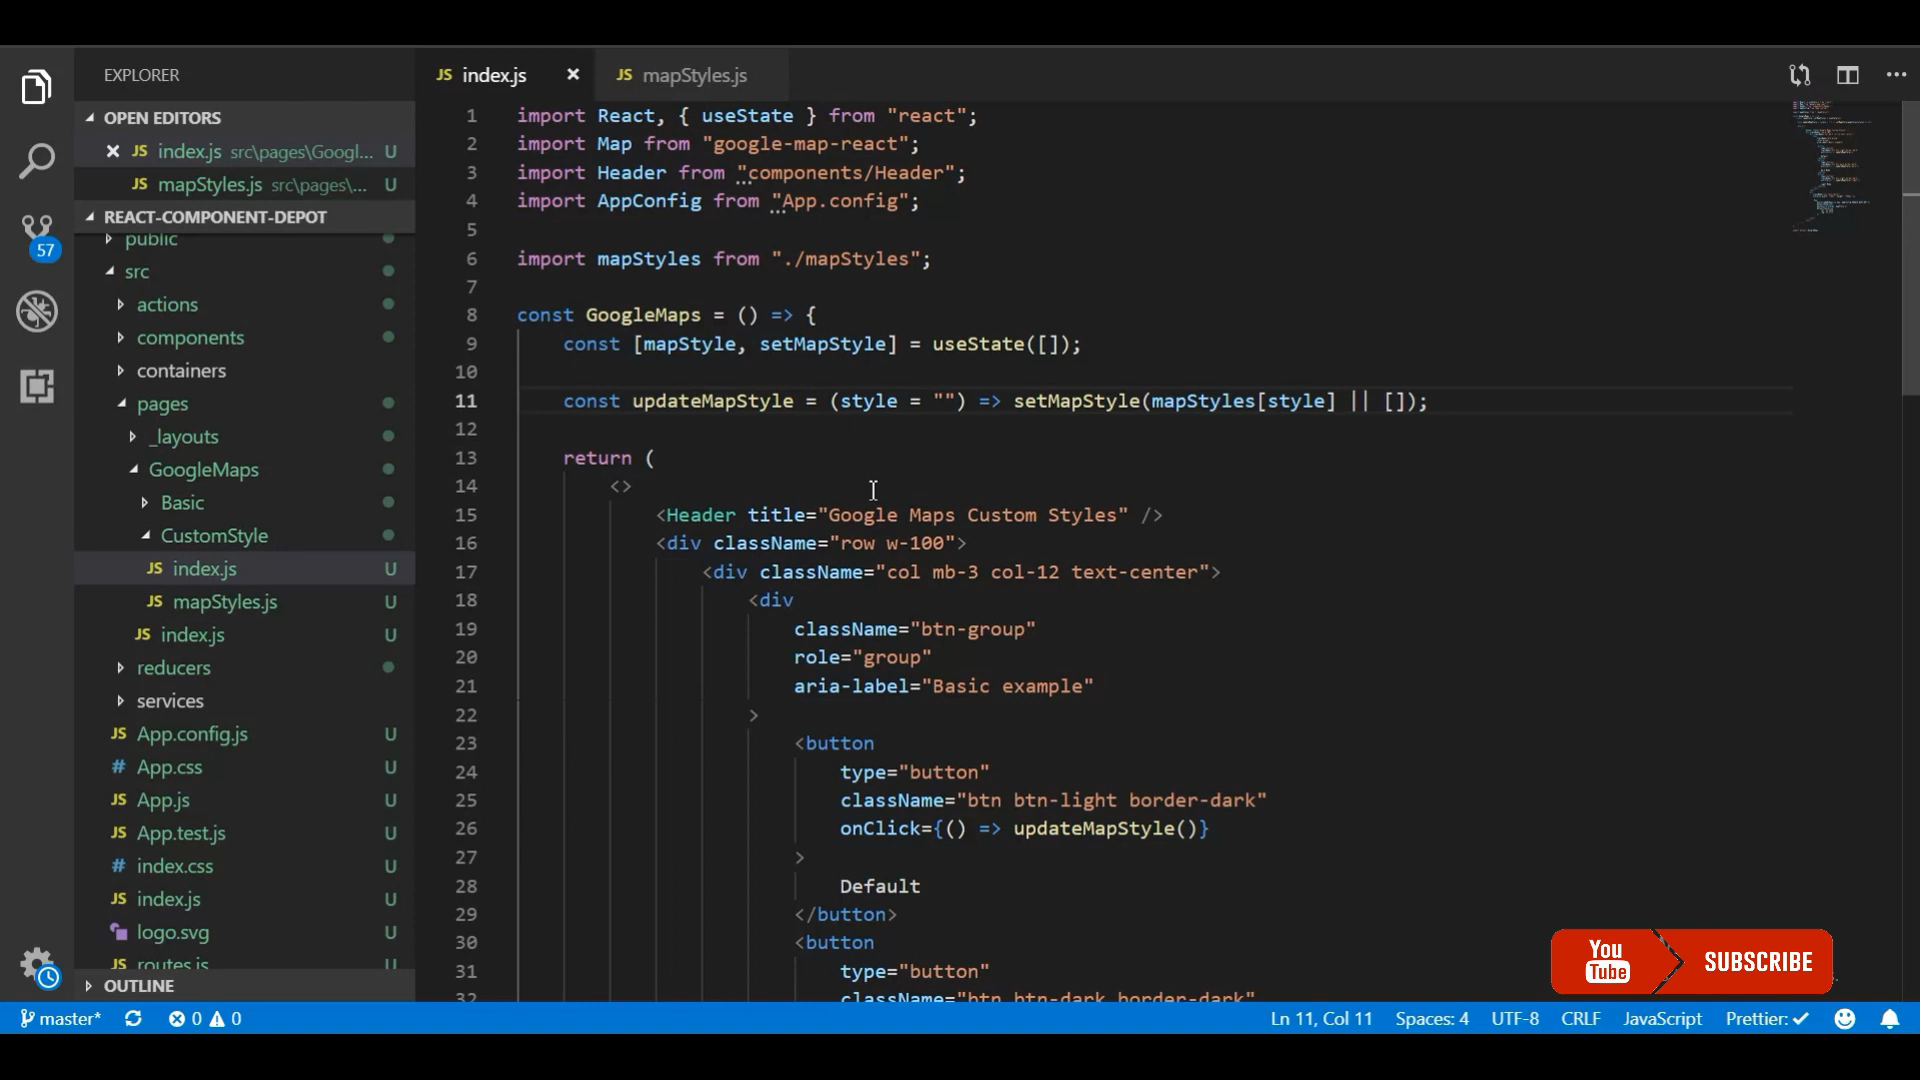 EXPLORER
OPEN EDITORS
JS index.js src\pages\Googl... U
JS mapStyles.js src\pages\... U
REACT-COMPONENT-DEPOT
public
src
actions
components
containers
pages
_layouts
GoogleMaps
Basic
CustomStyle
JS index.js U
JS mapStyles.js U
JS index.js U
reducers
services
JS App.config.js U
# App.css U
JS App.js U
JS App.test.js U
# index.css U
JS index.js U
logo.svg U
routes.js U
OUTLINE
57
JS index.js
JS mapStyles.js
1 import React, { useState } from "react";
2 import Map from "google-map-react";
3 import Header from "components/Header";
4 import AppConfig from "App.config";
5
6 import mapStyles from "./mapStyles";
7
8 const GoogleMaps = () => {
9 const [mapStyle, setMapStyle] = useState([]);
10
11 const updateMapStyle = (style = "") => setMapStyle(mapStyles[style] || []);
12
13 return (
14 <>
15 <Header title="Google Maps Custom Styles" />
16 <div className="row w-100">
17 <div className="col mb-3 col-12 text-center">
18 <div
19 className="btn-group"
20 role="group"
21 aria-label="Basic example"
22 >
23 <button
24 type="button"
25 className="btn btn-light border-dark"
26 onClick={() => updateMapStyle()}
27 >
28 Default
29 </button>
30 <button
31 type="button"
32 className="btn btn-dark border-dark"
You Tube SUBSCRIBE
master* 0 0 Ln 11, Col 11 Spaces: 4 UTF-8 CRLF JavaScript Prettier: ✓